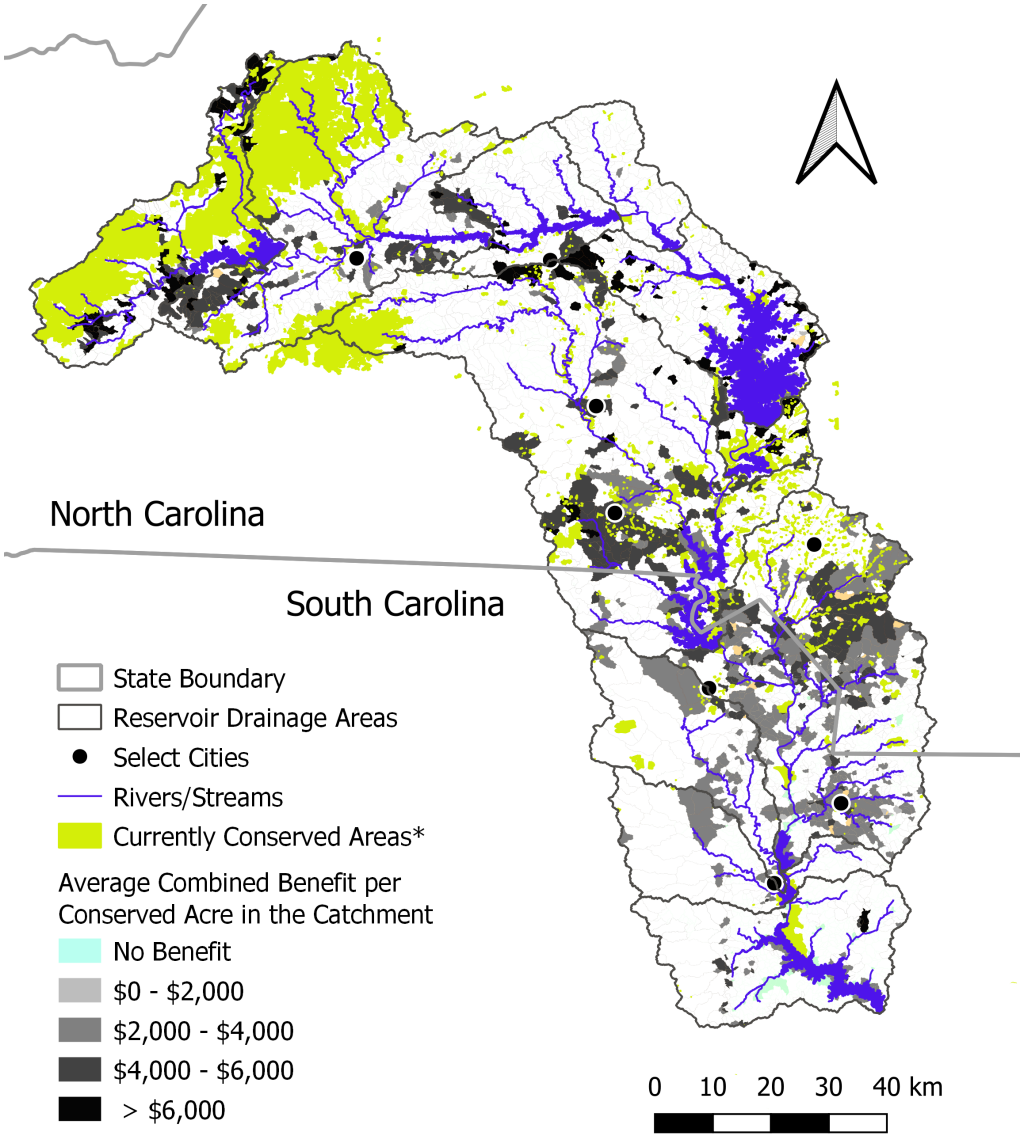 North Carolina
South Carolina
State Boundary
Reservoir Drainage Areas
Select Cities
Rivers/Streams
Currently Conserved Areas*
Average Combined Benefit per
Conserved Acre in the Catchment
No Benefit
$0 - $2,000
$2,000 - $4,000
$4,000 - $6,000
> $6,000
0 10 20 30 40 km